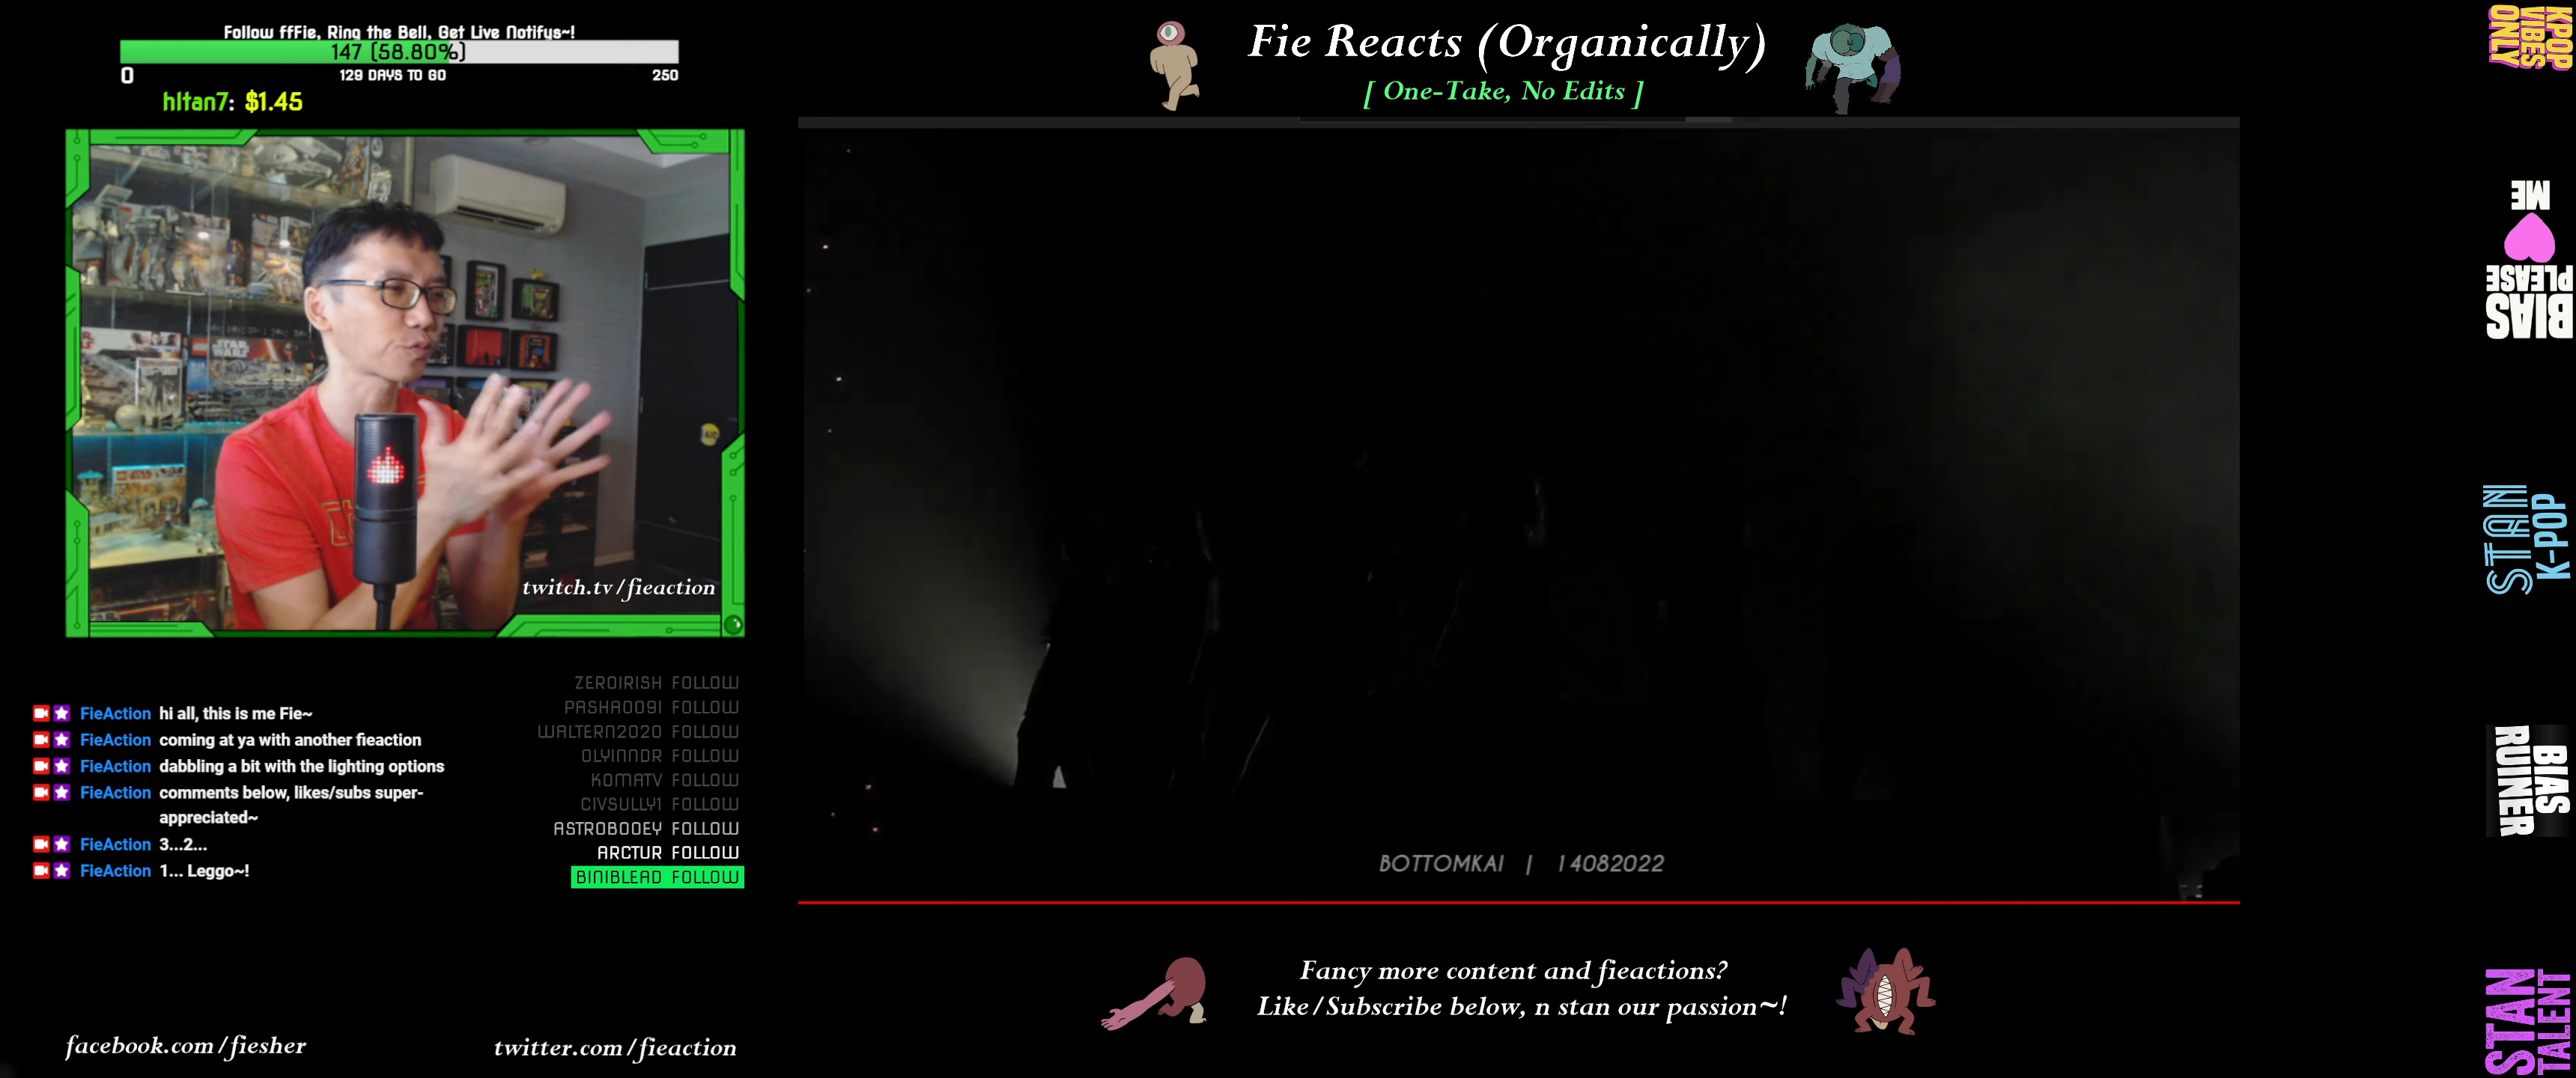 Follow ffFie, Ring the Bell, Get Live Notifys~!
147 (58.80%)
0
129 DAYS TO GO
250
hltan7: $1.45
Fie Reacts (Organically)
[ One-Take, No Edits ]
STAR WARS
twitch.tv/fieaction
ZEROIRISH FOLLOW
PASHA0091 FOLLOW
WALTERN2020 FOLLOW
OLYINNDR FOLLOW
KOMATV FOLLOW
CIVSULLY1 FOLLOW
ASTROBOOEY FOLLOW
ARCTUR FOLLOW
BINIBLEAD FOLLOW
FieAction hi all, this is me Fie~
FieAction coming at ya with another fieaction
FieAction dabbling a bit with the lighting options
FieAction comments below, likes/subs super-
appreciated~
FieAction 3...2...
FieAction 1... Leggo~!
BOTTOMKAI | 14082022
Fancy more content and fieactions?
Like/Subscribe below, n stan our passion~!
facebook.com/fiesher
twitter.com/fieaction
KPOP
VIBES
ONLY
BIAS
PLEASE
ME
STAN
K-POP
BIAS
RUINER
STAN
TALENT